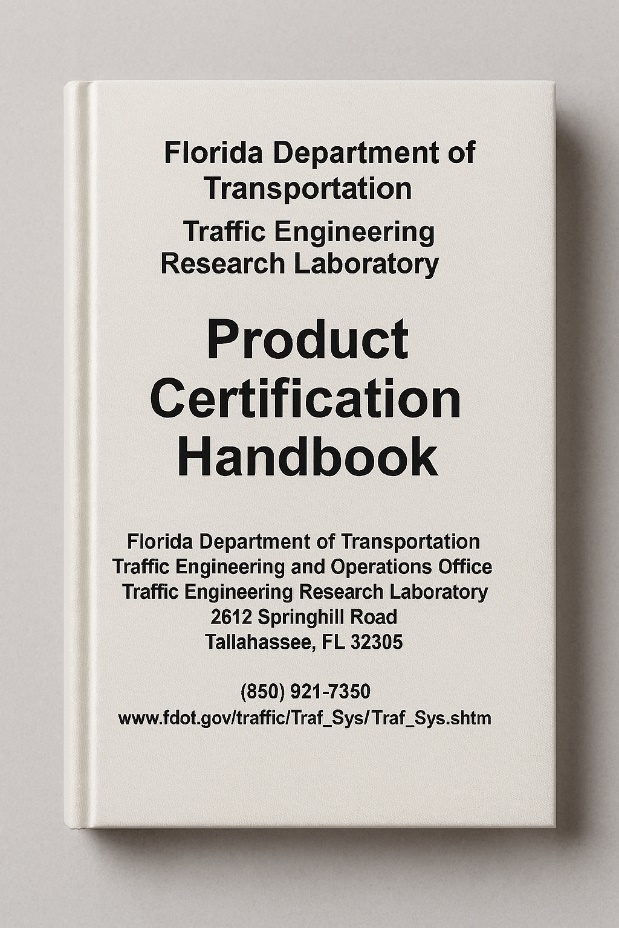 Florida Department of
Transportation
Traffic Engineering
Research Laboratory
Product
Certification
Handbook
Florida Department of Transportation
Traffic Engineering and Operations Office
Traffic Engineering Research Laboratory
2612 Springhill Road
Tallahassee, FL 32305
(850) 921-7350
www.fdot.gov/traffic/Traf_Sys/Traf_Sys.shtm